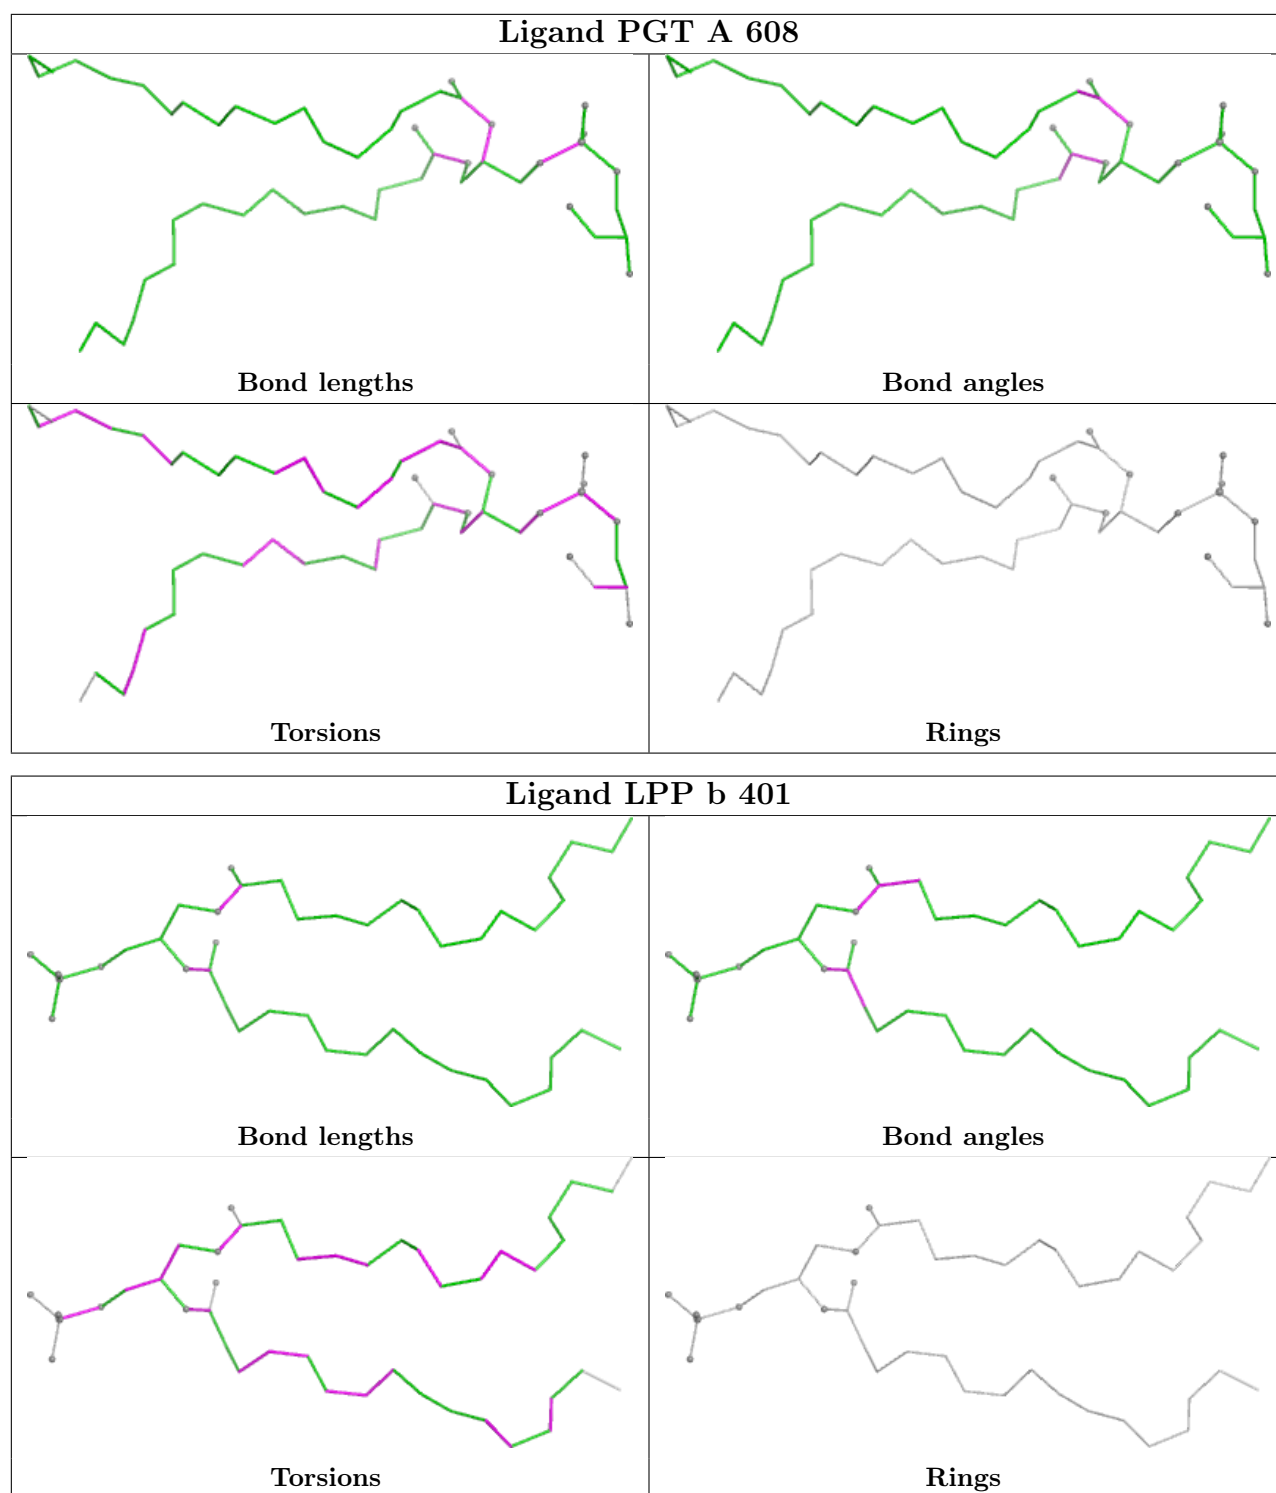 Ligand PGT A 608
Bond lengths
Bond angles
Torsions
Rings
Ligand LPP b 401
Bond lengths
Bond angles
Torsions
Rings